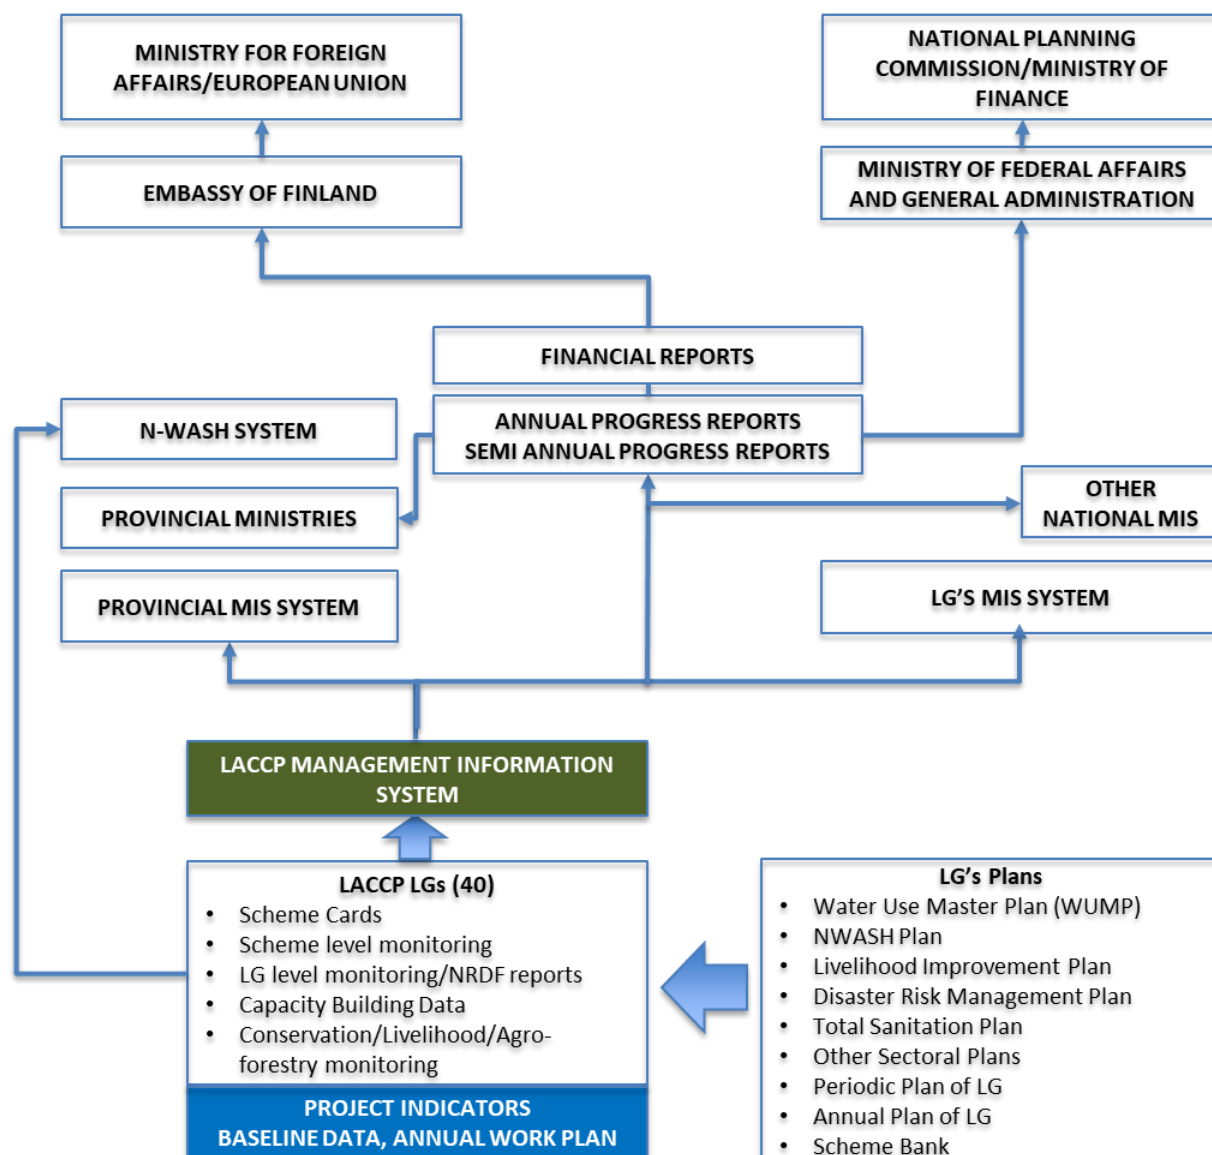 MINISTRY FOR FOREIGN
AFFAIRS/EUROPEAN UNION
NATIONAL PLANNING
COMMISSION/MINISTRY OF
FINANCE
EMBASSY OF FINLAND
MINISTRY OF FEDERAL AFFAIRS
AND GENERAL ADMINISTRATION
FINANCIAL REPORTS
N-WASH SYSTEM
ANNUAL PROGRESS REPORTS
SEMI ANNUAL PROGRESS REPORTS
PROVINCIAL MINISTRIES
OTHER
NATIONAL MIS
PROVINCIAL MIS SYSTEM
LG'S MIS SYSTEM
LACCP MANAGEMENT INFORMATION
SYSTEM
LACCP LGs (40)
• Scheme Cards
• Scheme level monitoring
• LG level monitoring/NRDF reports
• Capacity Building Data
• Conservation/Livelihood/Agro-
forestry monitoring
PROJECT INDICATORS
BASELINE DATA, ANNUAL WORK PLAN
LG's Plans
• Water Use Master Plan (WUMP)
• NWASH Plan
• Livelihood Improvement Plan
• Disaster Risk Management Plan
• Total Sanitation Plan
• Other Sectoral Plans
• Periodic Plan of LG
• Annual Plan of LG
• Scheme Bank